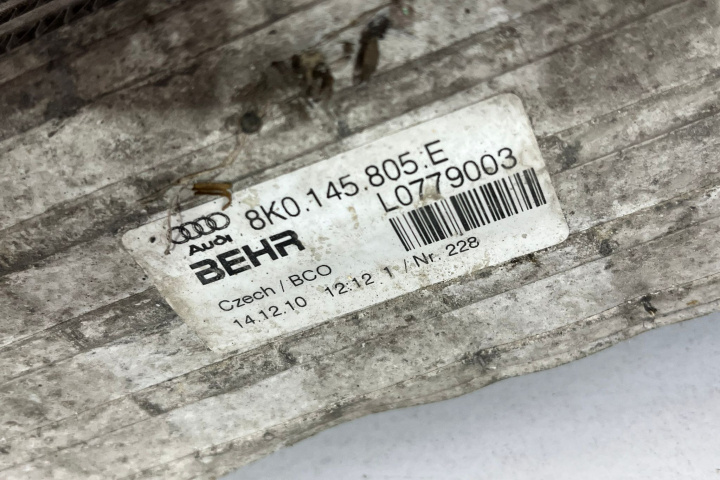 8K0.145.805.E
L0779003
Audi
BEHR
Czech / BCO
14.12.10 12:12 1 / Nr. 228